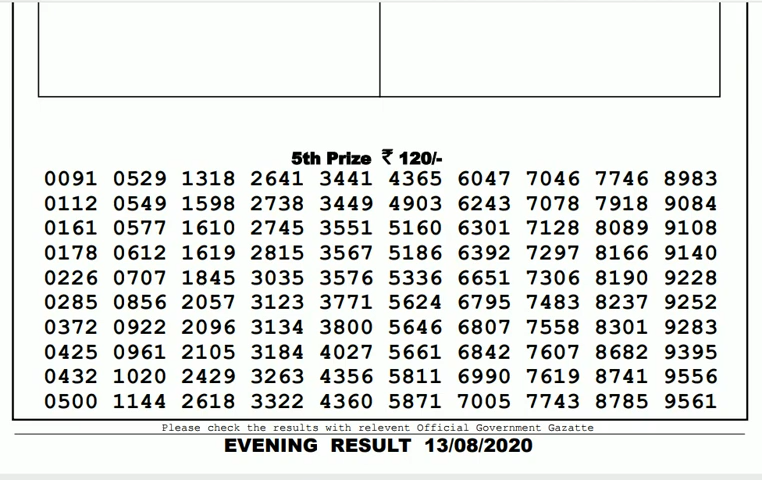 5th Prize ₹ 120/-
0091 0529 1318 2641 3441 4365 6047 7046 7746 8983
0112 0549 1598 2738 3449 4903 6243 7078 7918 9084
0161 0577 1610 2745 3551 5160 6301 7128 8089 9108
0178 0612 1619 2815 3567 5186 6392 7297 8166 9140
0226 0707 1845 3035 3576 5336 6651 7306 8190 9228
0285 0856 2057 3123 3771 5624 6795 7483 8237 9252
0372 0922 2096 3134 3800 5646 6807 7558 8301 9283
0425 0961 2105 3184 4027 5661 6842 7607 8682 9395
0432 1020 2429 3263 4356 5811 6990 7619 8741 9556
0500 1144 2618 3322 4360 5871 7005 7743 8785 9561
Please check the results with relevent Official Government Gazatte
EVENING RESULT 13/08/2020